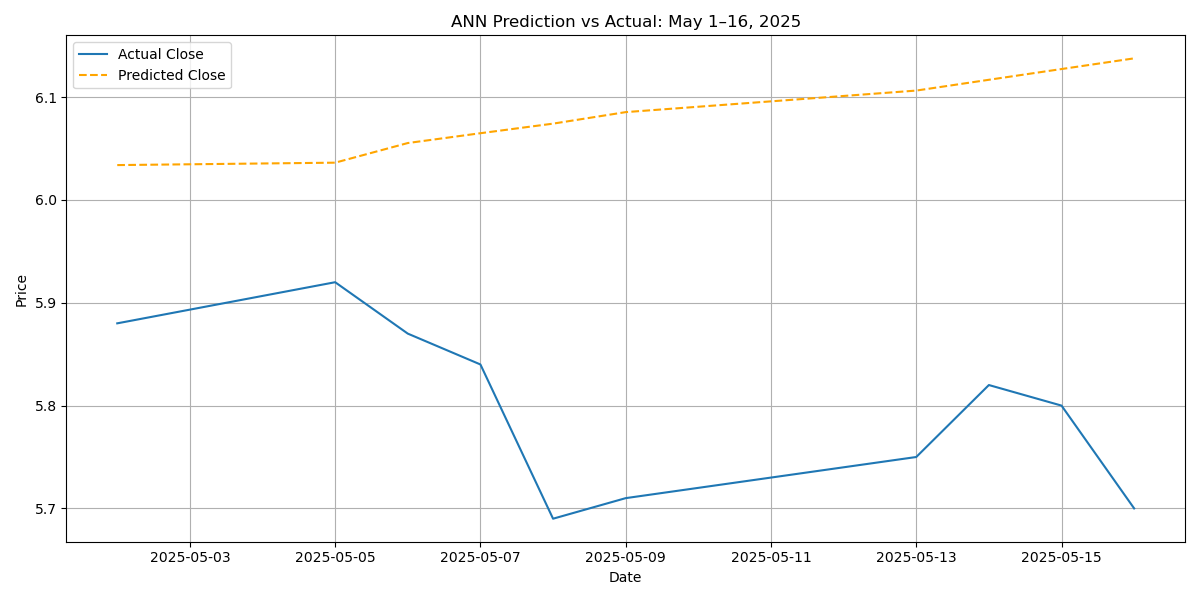 ANN Prediction vs Actual: May 1–16, 2025
Actual Close
Predicted Close
6.1
6.0
5.9
5.8
5.7
Price
2025-05-03
2025-05-05
2025-05-07
2025-05-09
2025-05-11
2025-05-13
2025-05-15
Date